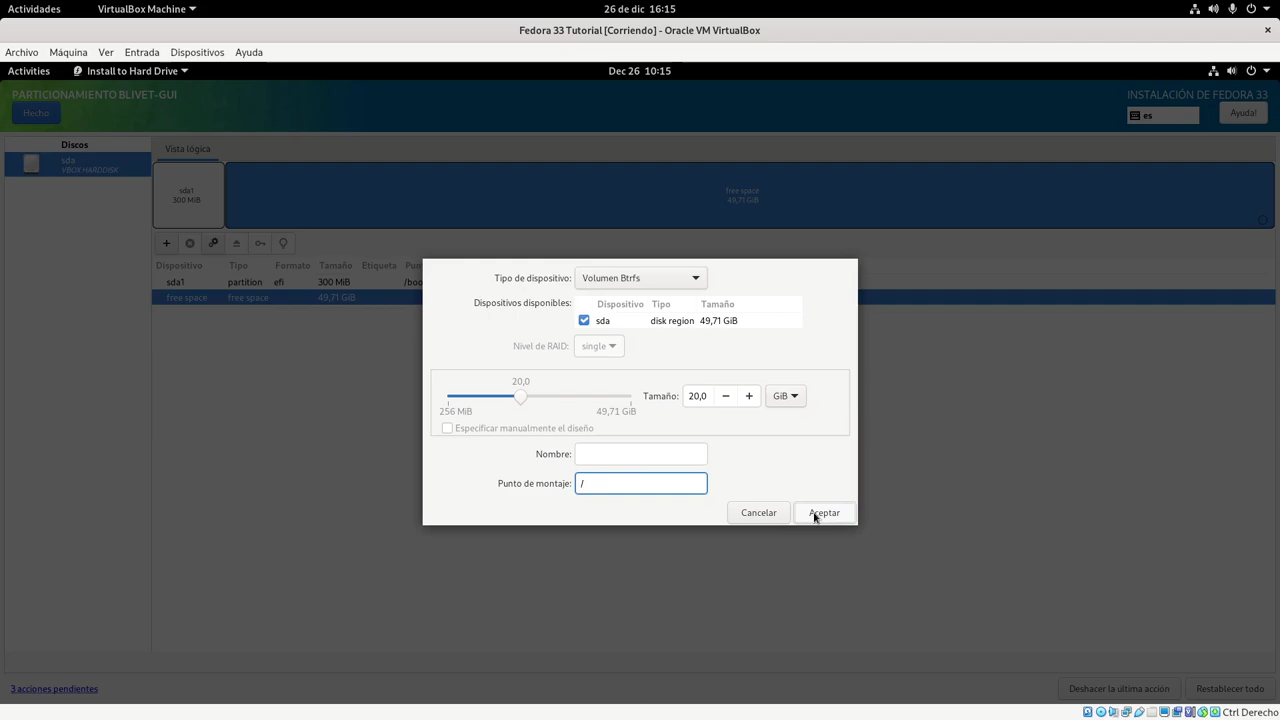 Actividades VirtualBox Machine 26 de dic 16:15
Fedora 33 Tutorial [Corriendo] - Oracle VM VirtualBox ×
Archivo Máquina Ver Entrada Dispositivos Ayuda
Activities Install to Hard Drive Dec 26 10:15
PARTICIONAMIENTO BLIVET-GUI INSTALACIÓN DE FEDORA 33
Hecho es Ayuda!
Discos Vista lógica
sda
VBOX HARDDISK
sda1
300 MiB
free space
49,71 GiB
Dispositivo Tipo Formato Tamaño Etiqueta
sda1 partition efi 300 MiB
free space free space 49,71 GiB
Tipo de dispositivo: Volumen Btrfs
Dispositivos disponibles: Dispositivo Tipo Tamaño
sda disk region 49,71 GiB
Nivel de RAID: single
20,0
Tamaño: 20,0 − + GiB
256 MiB 49,71 GiB
Especificar manualmente el diseño
Nombre:
Punto de montaje: /
Cancelar Aceptar
3 acciones pendientes Deshacer la última acción Restablecer todo
Ctrl Derecho